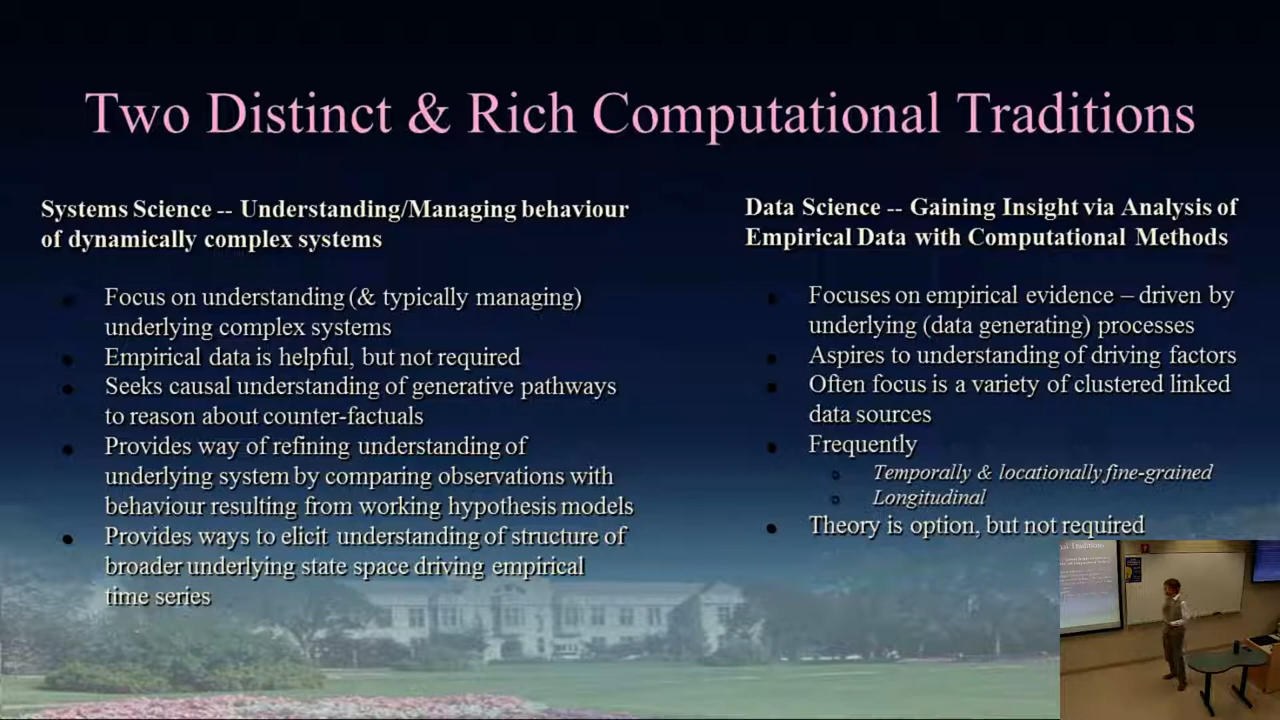 Two Distinct & Rich Computational Traditions
Systems Science -- Understanding/Managing behaviour
of dynamically complex systems
Focus on understanding (& typically managing)
underlying complex systems
Empirical data is helpful, but not required
Seeks causal understanding of generative pathways
to reason about counter-factuals
Provides way of refining understanding of
underlying system by comparing observations with
behaviour resulting from working hypothesis models
Provides ways to elicit understanding of structure of
broader underlying state space driving empirical
time series
Data Science -- Gaining Insight via Analysis of
Empirical Data with Computational Methods
Focuses on empirical evidence – driven by
underlying (data generating) processes
Aspires to understanding of driving factors
Often focus is a variety of clustered linked
data sources
Frequently
Temporally & locationally fine-grained
Longitudinal
Theory is option, but not required
Traditions